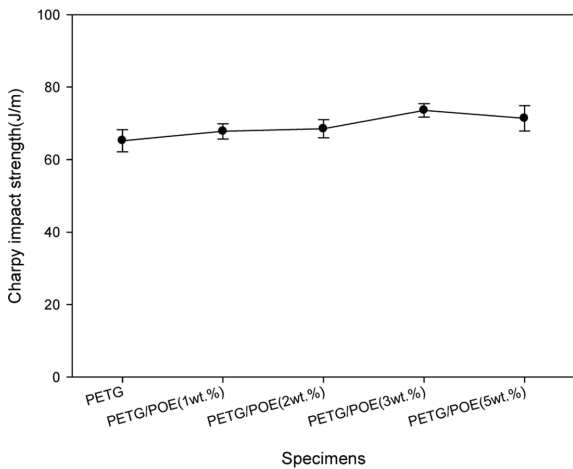 100
80
60
40
20
0
Charpy impact strength(J/m)
PETG
PETG/POE(1wt.%)
PETG/POE(2wt.%)
PETG/POE(3wt.%)
PETG/POE(5wt.%)
Specimens